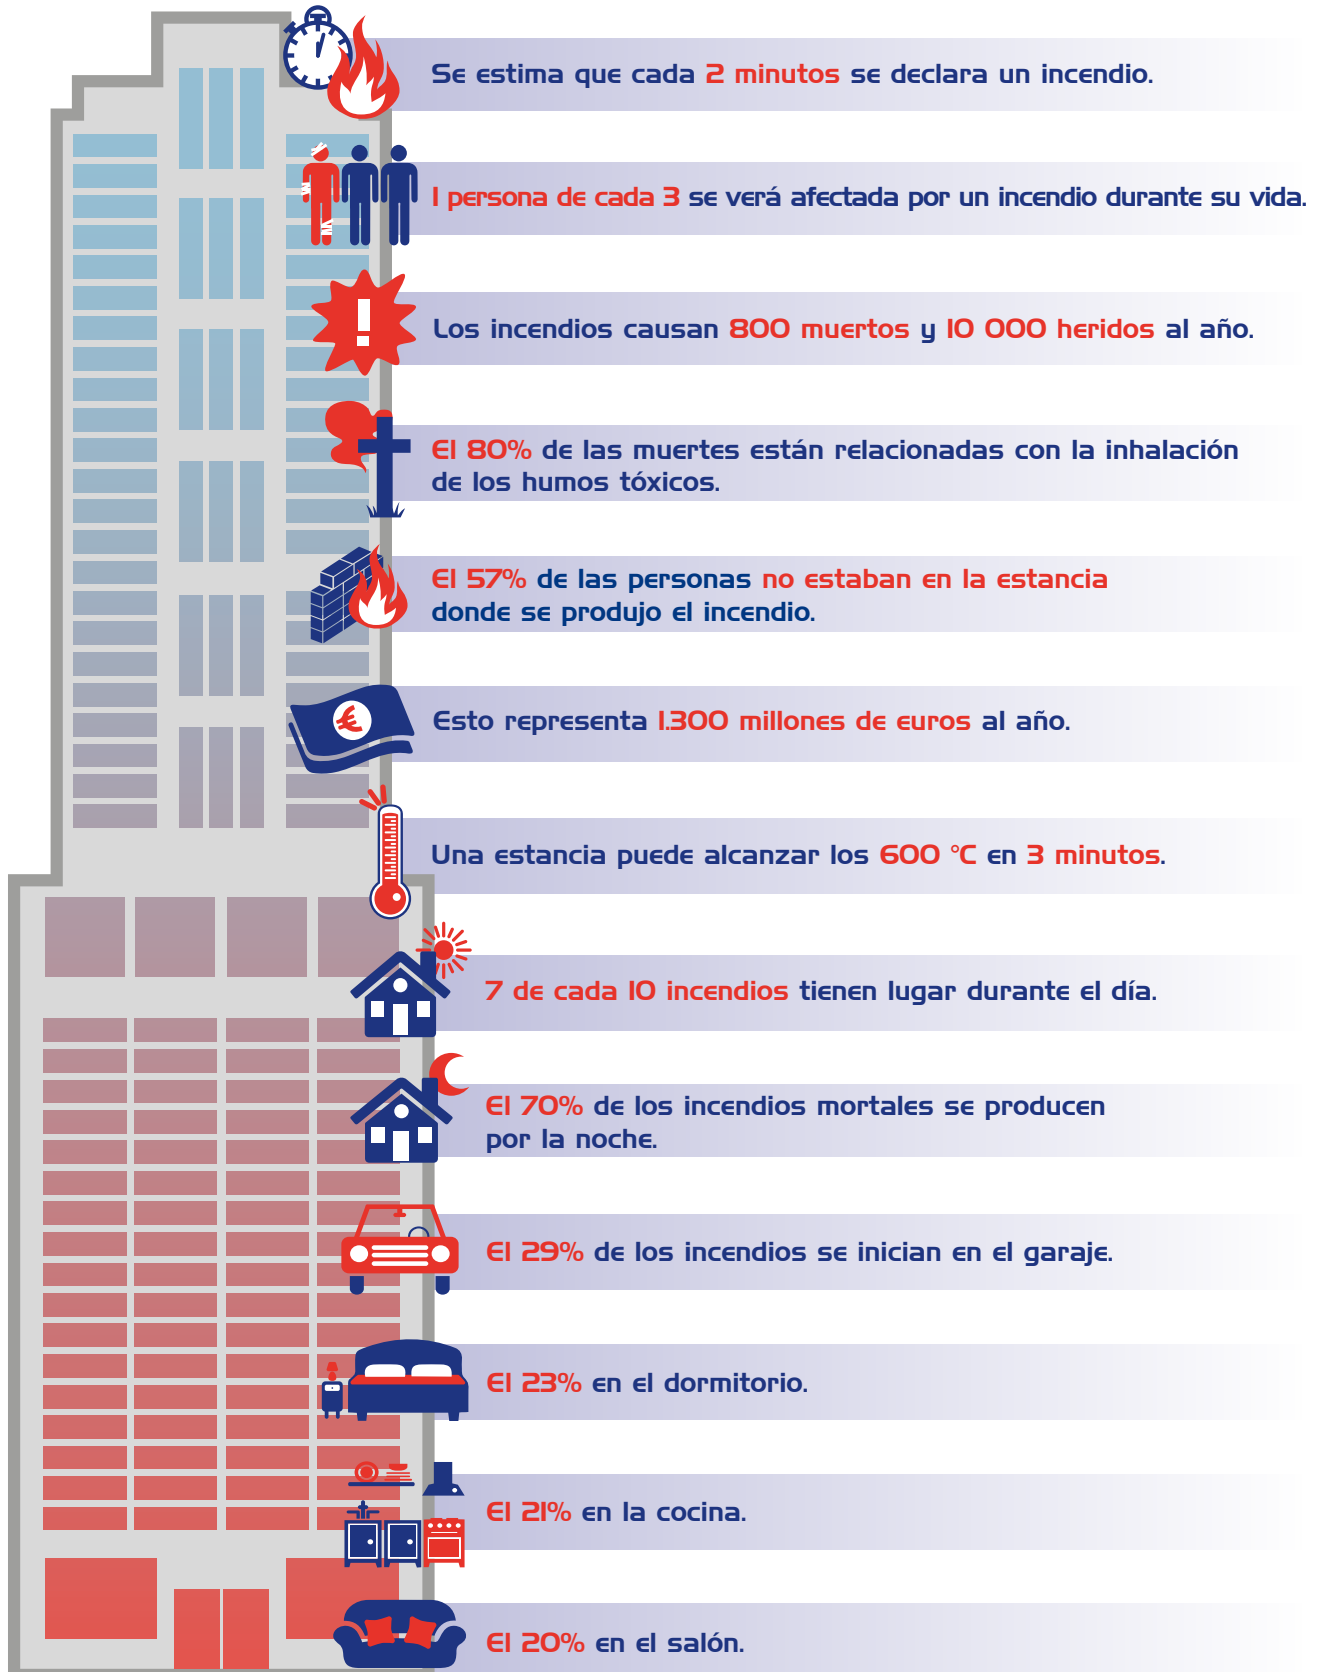 Se estima que cada 2 minutos se declara un incendio.
1 persona de cada 3 se verá afectada por un incendio durante su vida.
!
Los incendios causan 800 muertos y 10 000 heridos al año.
El 80% de las muertes están relacionadas con la inhalación
de los humos tóxicos.
El 57% de las personas no estaban en la estancia
donde se produjo el incendio.
€
Esto representa 1.300 millones de euros al año.
Una estancia puede alcanzar los 600 °C en 3 minutos.
7 de cada 10 incendios tienen lugar durante el día.
El 70% de los incendios mortales se producen
por la noche.
El 29% de los incendios se inician en el garaje.
El 23% en el dormitorio.
El 21% en la cocina.
El 20% en el salón.